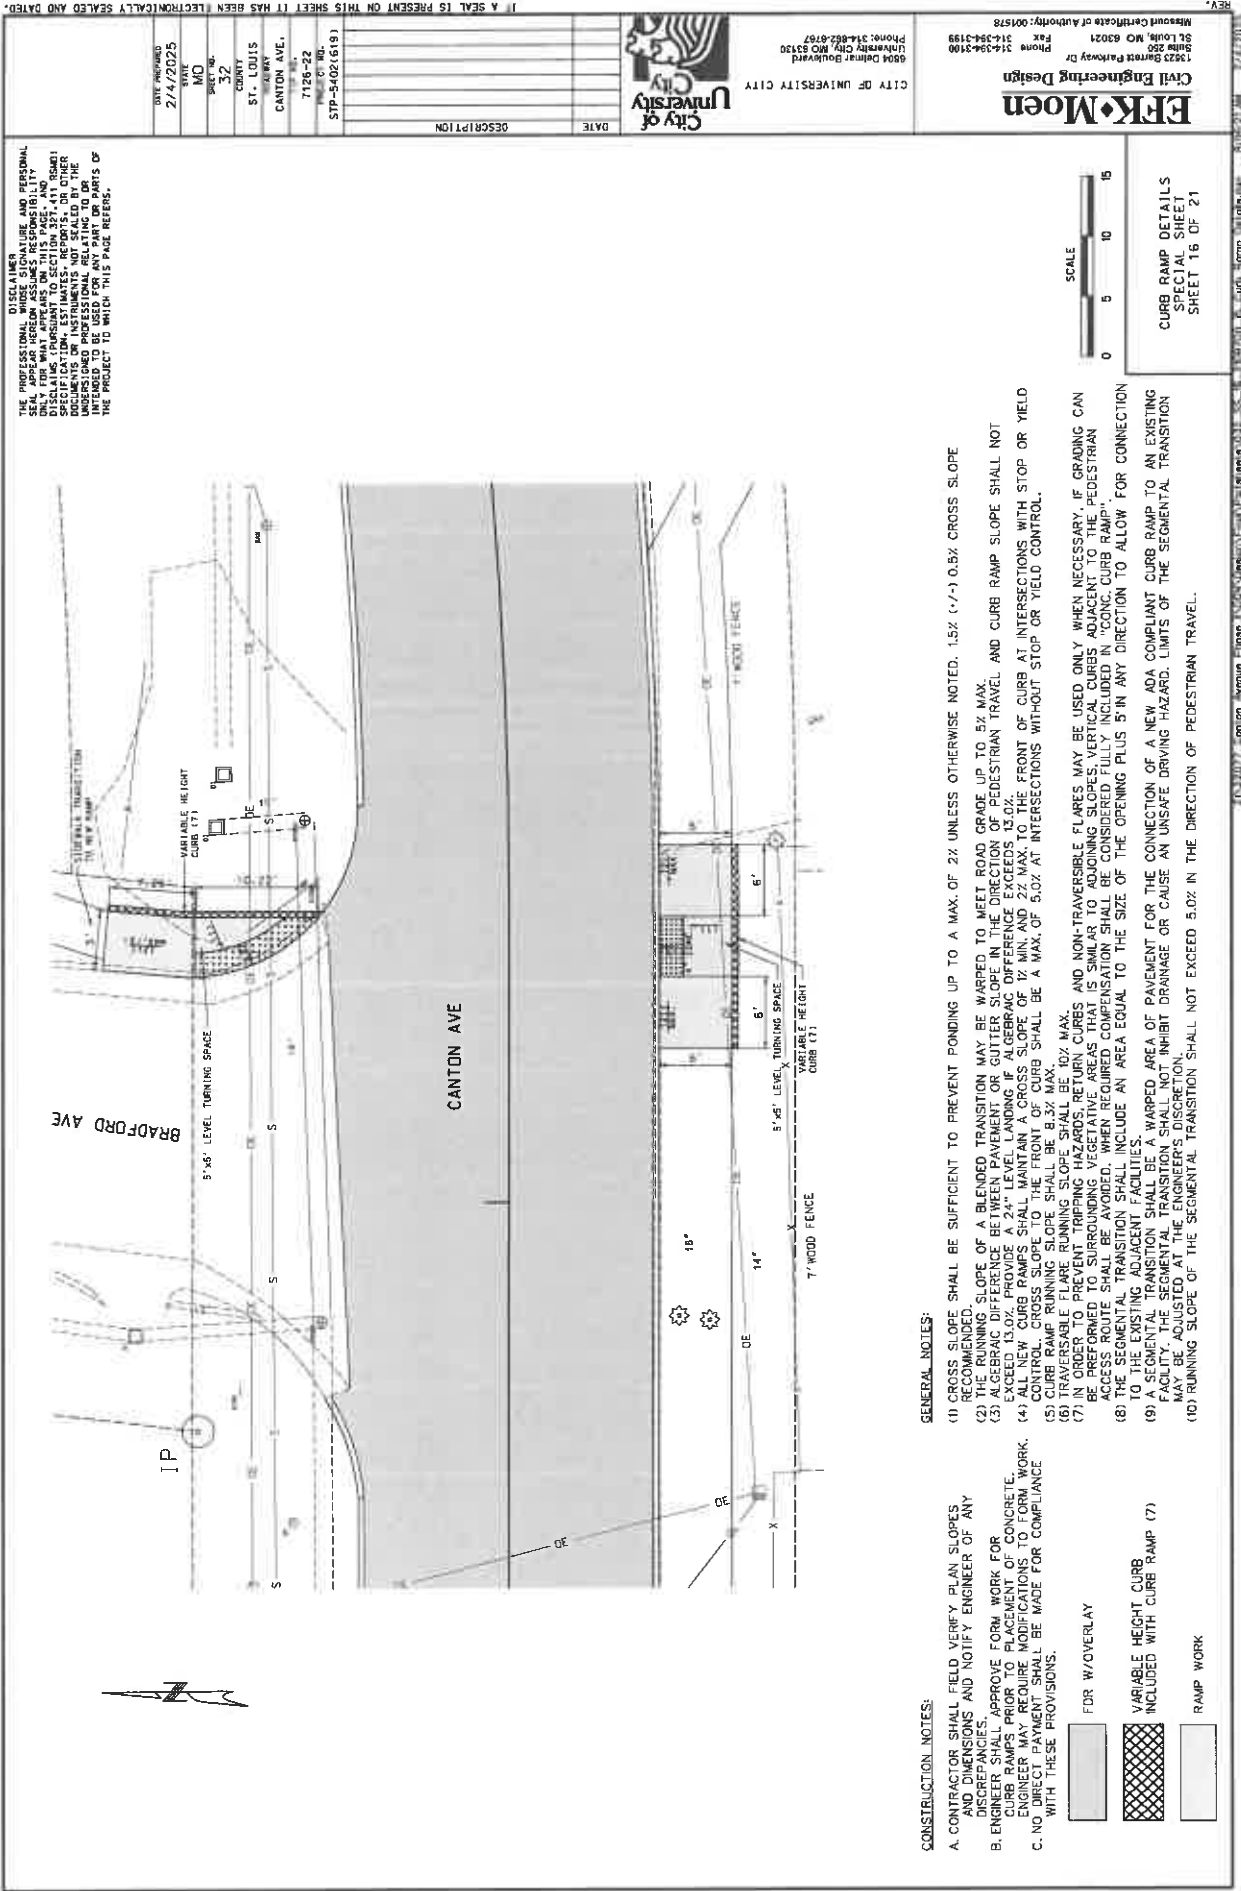 IF A SEAL IS PRESENT ON THIS SHEET IT HAS BEEN ELECTRONICALLY SEALED AND DATED.
DISCLAIMER
THE PROFESSIONAL WHOSE SIGNATURE AND PERSONAL
SEAL APPEAR HEREON ASSUMES RESPONSIBILITY
ONLY FOR WHAT APPEARS ON THIS PAGE, AND
DISCLAIMS (PURSUANT TO SECTION 327.411 RSMO)
SPECIFICATION, ESTIMATES, REPORTS, OR OTHER
DOCUMENTS OR INSTRUMENTS NOT SEALED BY THE
UNDERSIGNED PROFESSIONAL RELATING TO OR
INTENDED TO BE USED FOR ANY PART OR PARTS OF
THE PROJECT TO WHICH THIS PAGE REFERS.
DATE PREPARED
2/4/2025
STATE
MO
SHEET NO.
32
COUNTY
ST. LOUIS
CANTON AVE.
7126-22
STP-5402(619)
DESCRIPTION
DATE
City of
University
City
CITY OF UNIVERSITY CITY
6804 Delmar Boulevard
University City, MO 63130
Phone: 314-862-6767
EFK•Moen
Civil Engineering Design
13523 Barrett Parkway Dr
Suite 250
St. Louis, MO 63021
Phone 314-394-3100
Fax 314-394-3199
Missouri Certificate of Authority: 001578
REV.
SIDEWALK TRANSITION
TO NEW RAMP
VARIABLE HEIGHT
CURB (7)
BRADFORD AVE
5'x5' LEVEL TURNING SPACE
IP
CANTON AVE
6'
6'
5'x5' LEVEL TURNING SPACE
VARIABLE HEIGHT
CURB (7)
7' WOOD FENCE
7' WOOD FENCE
18"
14"
OE
OE
OE
X
S
SCALE
0 5 10 15
CURB RAMP DETAILS
SPECIAL SHEET
SHEET 16 OF 21
CONSTRUCTION NOTES:
A. CONTRACTOR SHALL FIELD VERIFY PLAN SLOPES
AND DIMENSIONS AND NOTIFY ENGINEER OF ANY
DISCREPANCIES.
B. ENGINEER SHALL APPROVE FORM WORK FOR
CURB RAMPS PRIOR TO PLACEMENT OF CONCRETE.
ENGINEER MAY REQUIRE MODIFICATIONS TO FORM WORK.
C. NO DIRECT PAYMENT SHALL BE MADE FOR COMPLIANCE
WITH THESE PROVISIONS.
FDR W/OVERLAY
VARIABLE HEIGHT CURB
INCLUDED WITH CURB RAMP (7)
RAMP WORK
GENERAL NOTES:
(1) CROSS SLOPE SHALL BE SUFFICIENT TO PREVENT PONDING UP TO A MAX. OF 2% UNLESS OTHERWISE NOTED. 1.5% (+/-) 0.5% CROSS SLOPE
RECOMMENDED.
(2) THE RUNNING SLOPE OF A BLENDED TRANSITION MAY BE WARPED TO MEET ROAD GRADE UP TO 5% MAX.
(3) ALGEBRAIC DIFFERENCE BETWEEN PAVEMENT OR GUTTER SLOPE IN THE DIRECTION OF PEDESTRIAN TRAVEL AND CURB RAMP SLOPE SHALL NOT
EXCEED 13.0%. PROVIDE A 24" LEVEL LANDING IF ALGEBRAIC DIFFERENCE EXCEEDS 13.0%.
(4) ALL NEW CURB RAMPS SHALL MAINTAIN A CROSS SLOPE OF 1% MIN. AND 2% MAX. TO THE FRONT OF CURB AT INTERSECTIONS WITH STOP OR YIELD
CONTROL. CROSS SLOPE TO THE FRONT OF CURB SHALL BE A MAX. OF 5.0% AT INTERSECTIONS WITHOUT STOP OR YIELD CONTROL.
(5) CURB RAMP RUNNING SLOPE SHALL BE 8.3% MAX.
(6) TRAVERSABLE FLARE RUNNING SLOPE SHALL BE 10% MAX.
(7) IN ORDER TO PREVENT TRIPPING HAZARDS, RETURN CURBS AND NON-TRAVERSIBLE FLARES MAY BE USED ONLY WHEN NECESSARY, IF GRADING CAN
BE PREFORMED TO SURROUNDING VEGETATIVE AREAS THAT IS SIMILAR TO ADJOINING SLOPES. VERTICAL CURBS ADJACENT TO THE PEDESTRIAN
ACCESS ROUTE SHALL BE AVOIDED. WHEN REQUIRED COMPENSATION SHALL BE CONSIDERED FULLY INCLUDED IN "CONC. CURB RAMP".
(8) THE SEGMENTAL TRANSITION SHALL INCLUDE AN AREA EQUAL TO THE SIZE OF THE OPENING PLUS 5' IN ANY DIRECTION TO ALLOW FOR CONNECTION
TO THE EXISTING ADJACENT FACILITIES.
(9) A SEGMENTAL TRANSITION SHALL BE A WARPED AREA OF PAVEMENT FOR THE CONNECTION OF A NEW ADA COMPLIANT CURB RAMP TO AN EXISTING
FACILITY. THE SEGMENTAL TRANSITION SHALL NOT INHIBIT DRAINAGE OR CAUSE AN UNSAFE DRIVING HAZARD. LIMITS OF THE SEGMENTAL TRANSITION
MAY BE ADJUSTED AT THE ENGINEER'S DISCRETION.
(10) RUNNING SLOPE OF THE SEGMENTAL TRANSITION SHALL NOT EXCEED 5.0% IN THE DIRECTION OF PEDESTRIAN TRAVEL.